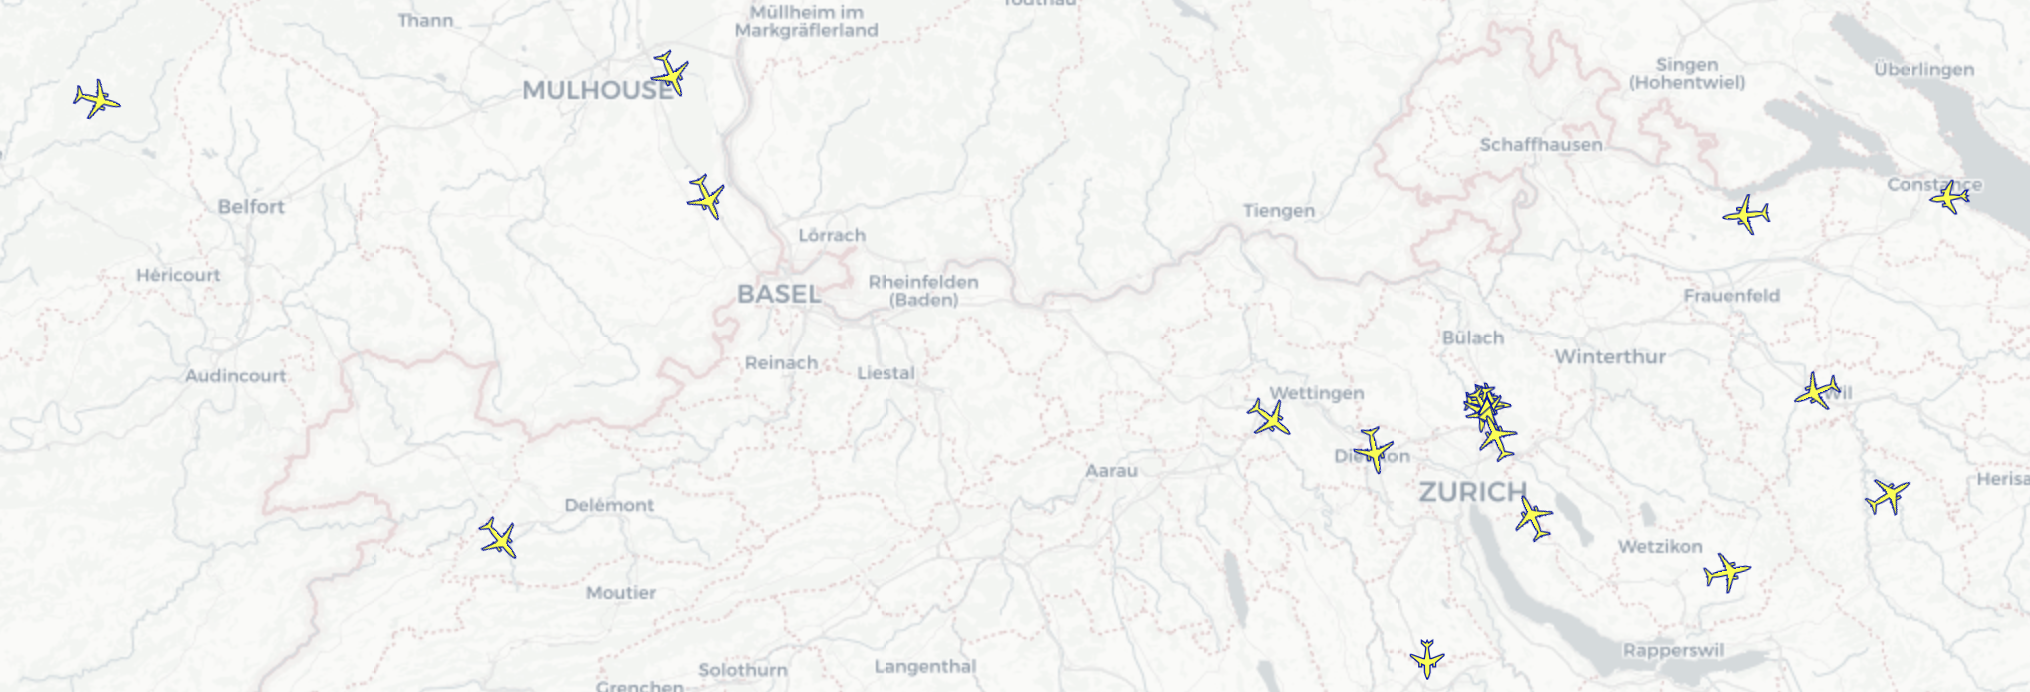 Thann
Müllheim im
Markgräflerland
MULHOUSE
Singen
(Hohentwiel)
Überlingen
Schaffhausen
Constance
Belfort
Tiengen
Lörrach
Héricourt
Rheinfelden
(Baden)
BASEL
Frauenfeld
Bülach
Winterthur
Reinach
Liestal
Audincourt
Wettingen
Aarau
ZURICH
Herisa
Delémont
Wetzikon
Moutier
Rapperswil
Solothurn
Langenthal
Grenchen